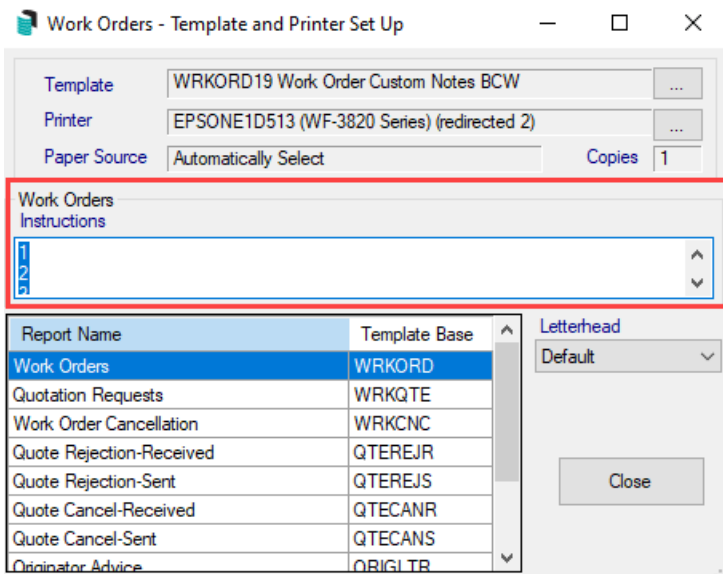 Work Orders - Template and Printer Set Up
Template WRKORD19 Work Order Custom Notes BCW ...
Printer EPSONE1D513 (WF-3820 Series) (redirected 2) ...
Paper Source Automatically Select Copies 1
Work Orders
Instructions
1
2
Report Name Template Base Letterhead
Work Orders WRKORD Default
Quotation Requests WRKQTE
Work Order Cancellation WRKCNC
Quote Rejection-Received QTEREJR
Quote Rejection-Sent QTEREJS Close
Quote Cancel-Received QTECANR
Quote Cancel-Sent QTECANS
Originator Advice ORIGLTR